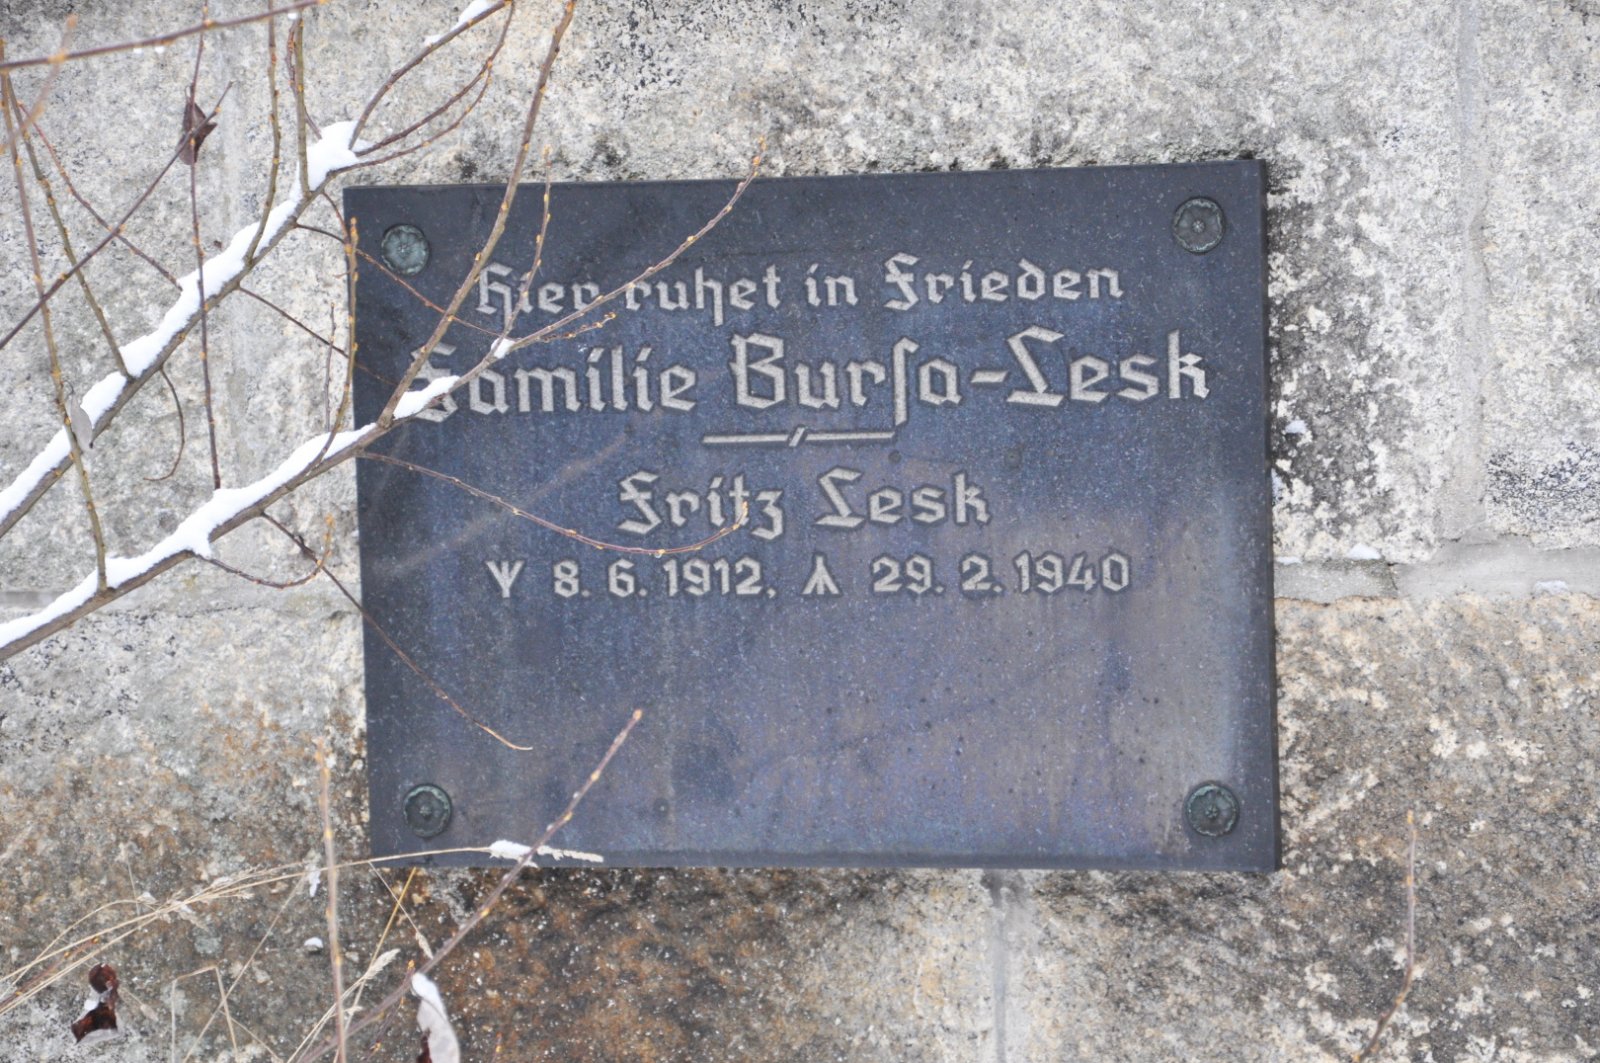 Hier ruhet in Frieden
Familie Burſa-Lesk
Fritz Lesk
ᛉ 8. 6. 1912, ᛣ 29. 2. 1940